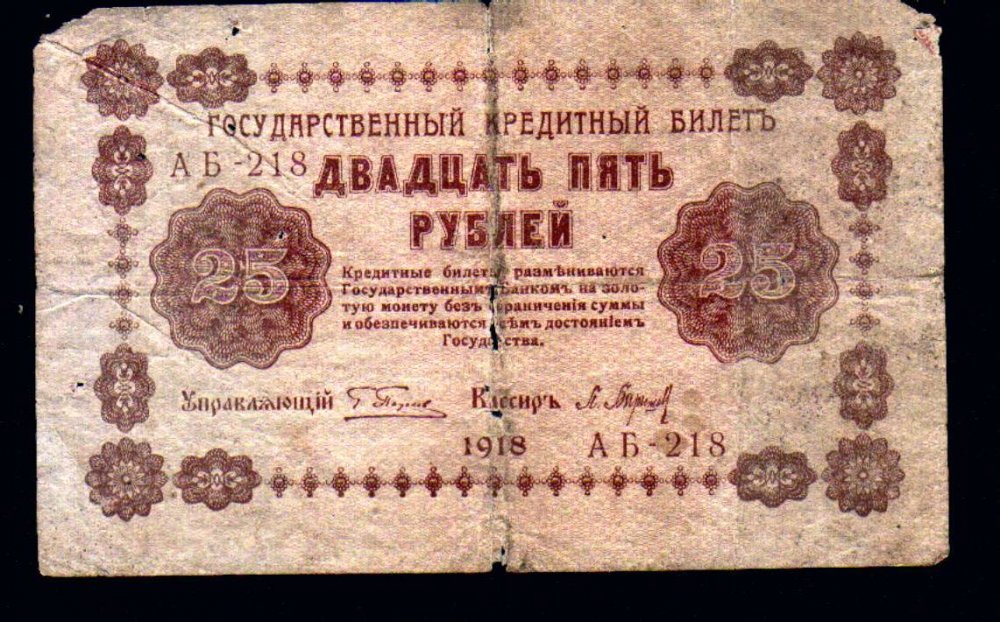 ГОСУДАРСТВЕННЫЙ КРЕДИТНЫЙ БИЛЕТЪ
АБ-218
ДВАДЦАТЬ ПЯТЬ
РУБЛЕЙ
25 25
Кредитные билеты размѣниваются
Государственнымъ Банкомъ на золо-
тую монету безъ ограниченія суммы
и обезпечиваются всѣмъ достояніемъ
Государства.
Управляющій Кассиръ
1918 АБ-218